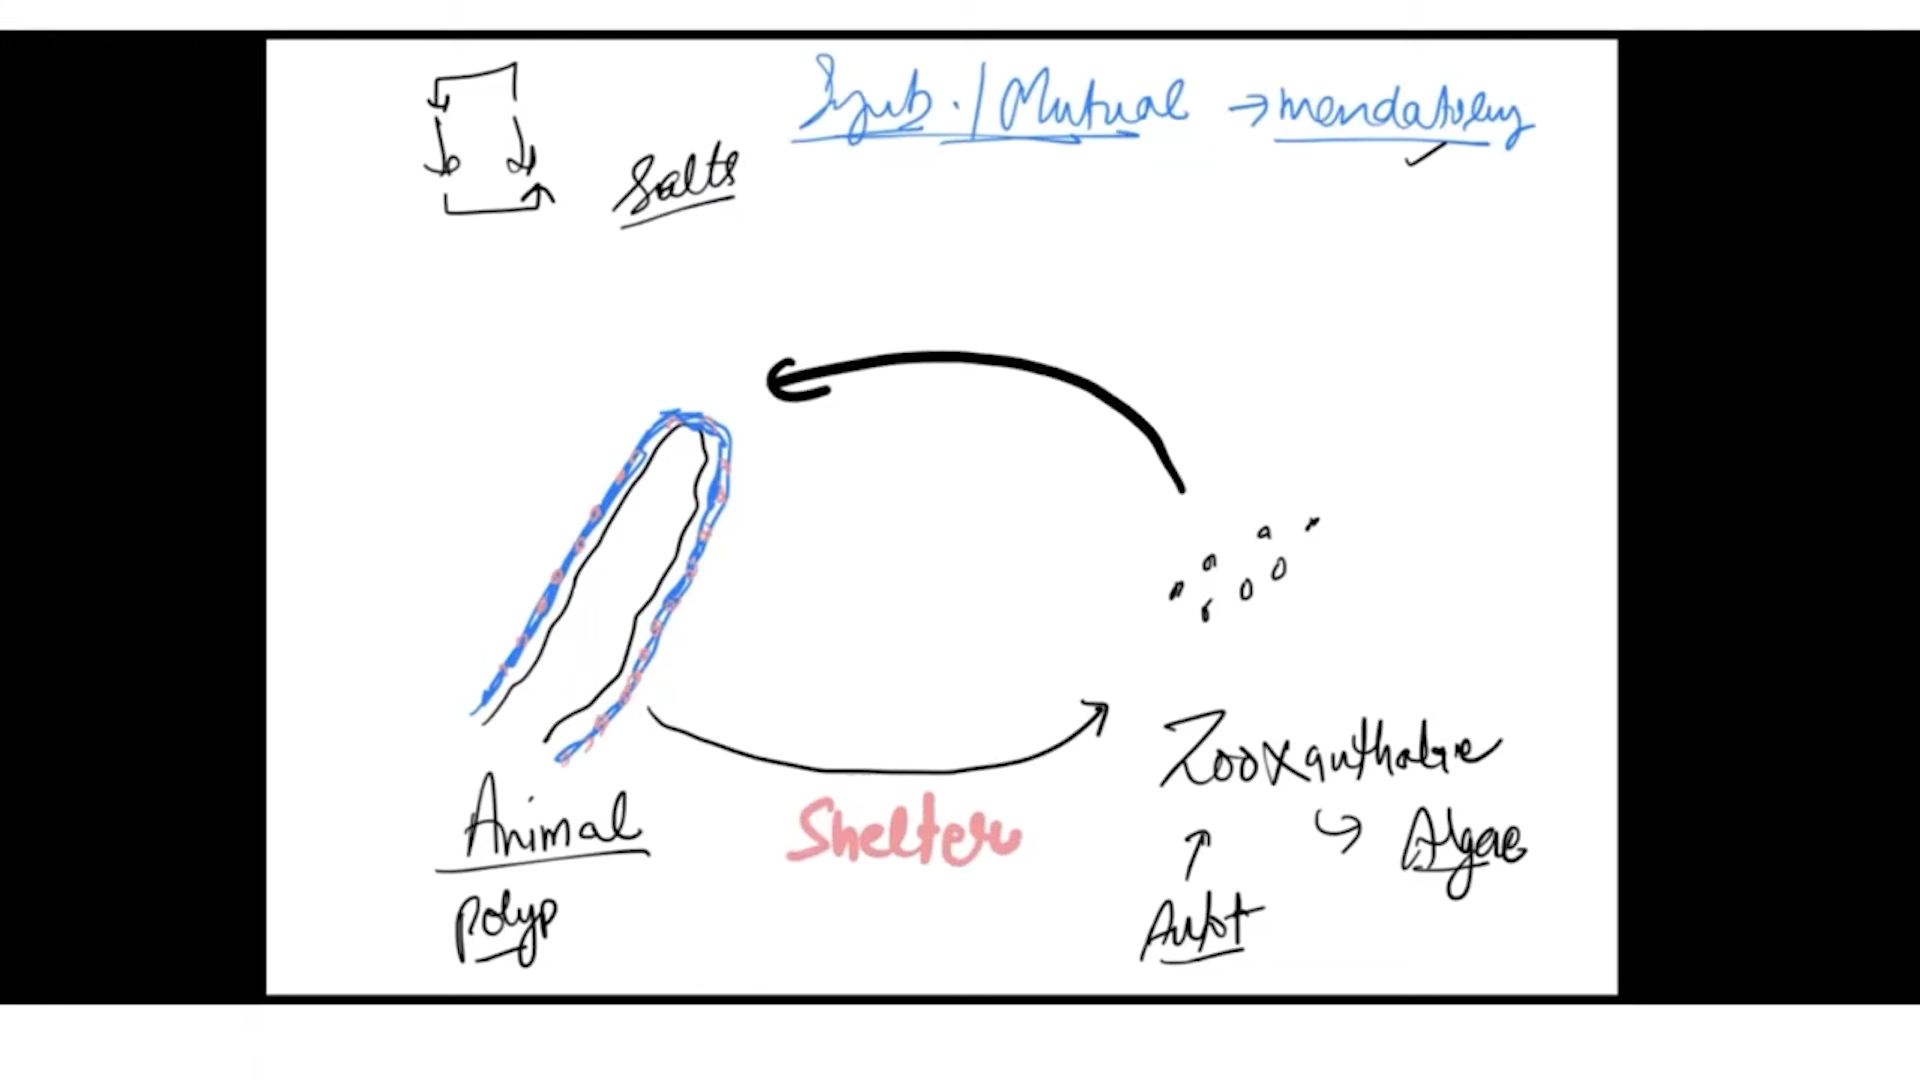 Symb. / Mutual → mendatory
Salts
Animal
Polyp
Shelter
Zooxanthalae
↳ Algae
↑
Autot